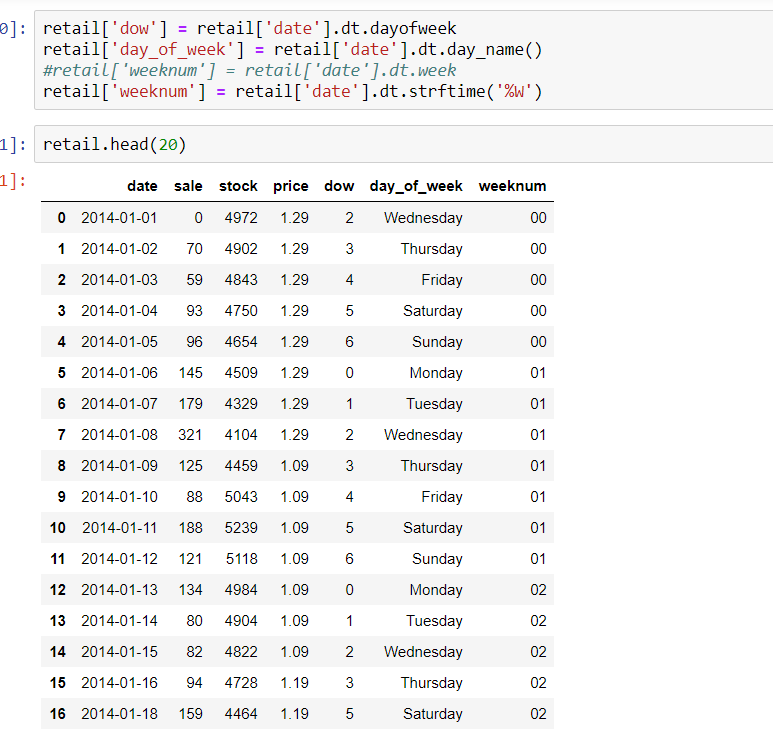 0]: retail['dow'] = retail['date'].dt.dayofweek
retail['day_of_week'] = retail['date'].dt.day_name()
#retail['weeknum'] = retail['date'].dt.week
retail['weeknum'] = retail['date'].dt.strftime('%W')
1]: retail.head(20)
1]:
date sale stock price dow day_of_week weeknum
0 2014-01-01 0 4972 1.29 2 Wednesday 00
1 2014-01-02 70 4902 1.29 3 Thursday 00
2 2014-01-03 59 4843 1.29 4 Friday 00
3 2014-01-04 93 4750 1.29 5 Saturday 00
4 2014-01-05 96 4654 1.29 6 Sunday 00
5 2014-01-06 145 4509 1.29 0 Monday 01
6 2014-01-07 179 4329 1.29 1 Tuesday 01
7 2014-01-08 321 4104 1.29 2 Wednesday 01
8 2014-01-09 125 4459 1.09 3 Thursday 01
9 2014-01-10 88 5043 1.09 4 Friday 01
10 2014-01-11 188 5239 1.09 5 Saturday 01
11 2014-01-12 121 5118 1.09 6 Sunday 01
12 2014-01-13 134 4984 1.09 0 Monday 02
13 2014-01-14 80 4904 1.09 1 Tuesday 02
14 2014-01-15 82 4822 1.09 2 Wednesday 02
15 2014-01-16 94 4728 1.19 3 Thursday 02
16 2014-01-18 159 4464 1.19 5 Saturday 02